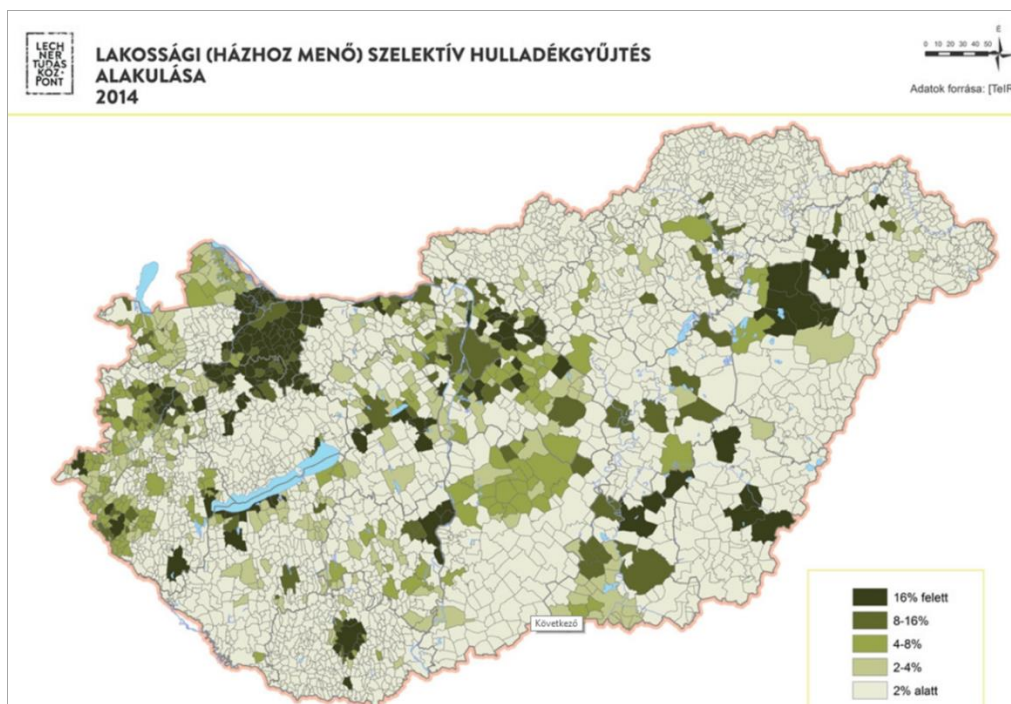 LECH
NER
TUDÁS
KÖZ·
PONT
LAKOSSÁGI (HÁZHOZ MENŐ) SZELEKTÍV HULLADÉKGYŰJTÉS
ALAKULÁSA
2014
É
0 10 20 30 40 50
Adatok forrása: [TeIR
Következő
16% felett
8-16%
4-8%
2-4%
2% alatt